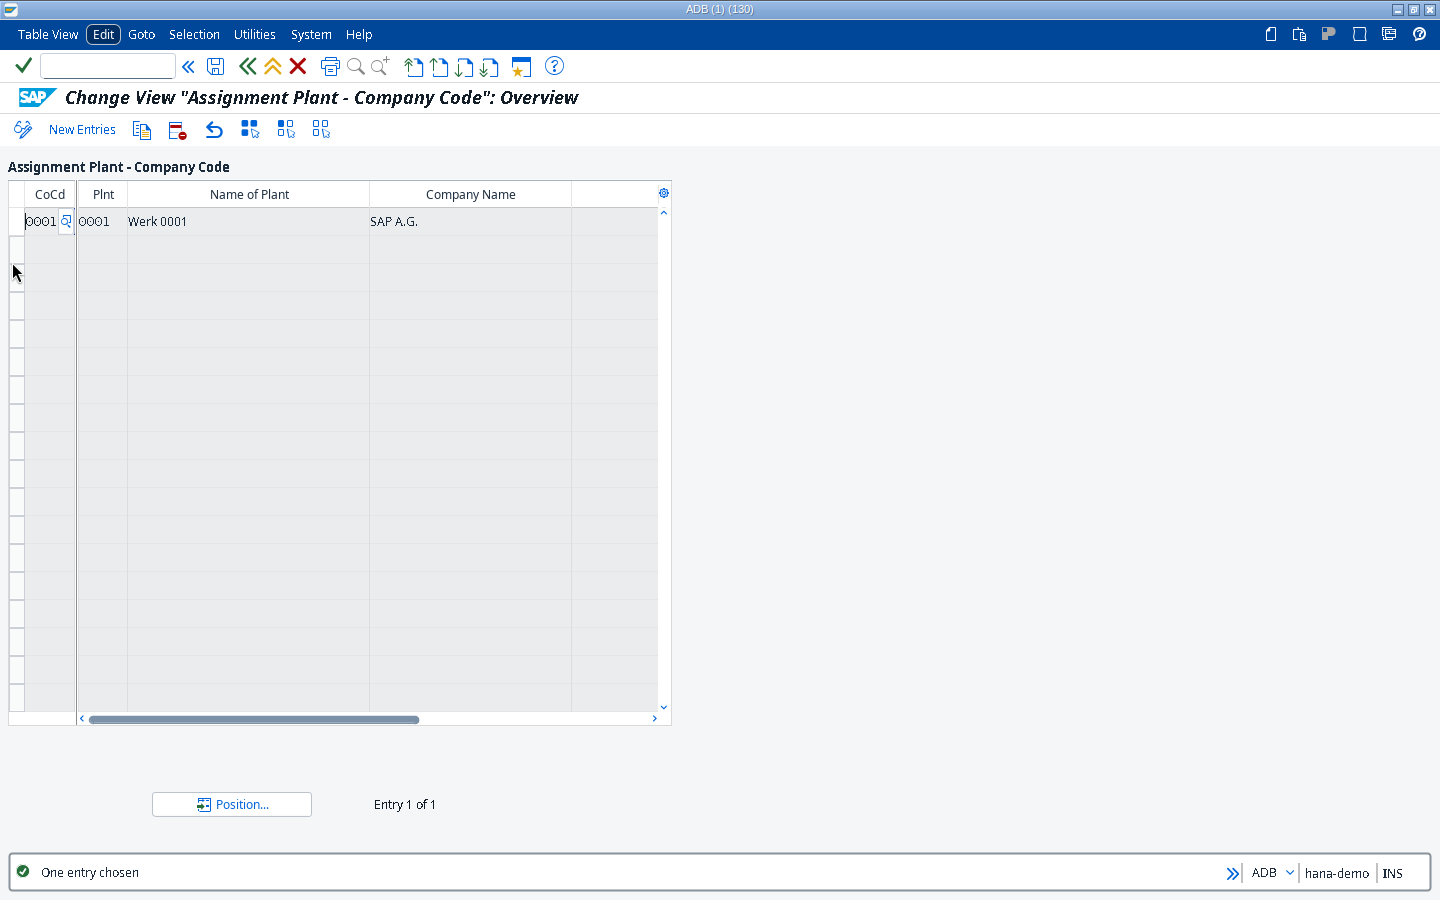 ADB (1) (130)
Table View Edit Goto Selection Utilities System Help
SAP Change View "Assignment Plant - Company Code": Overview
New Entries
Assignment Plant - Company Code
CoCd Plnt Name of Plant Company Name
0001 0001 Werk 0001 SAP A.G.
Position... Entry 1 of 1
One entry chosen ADB hana-demo INS